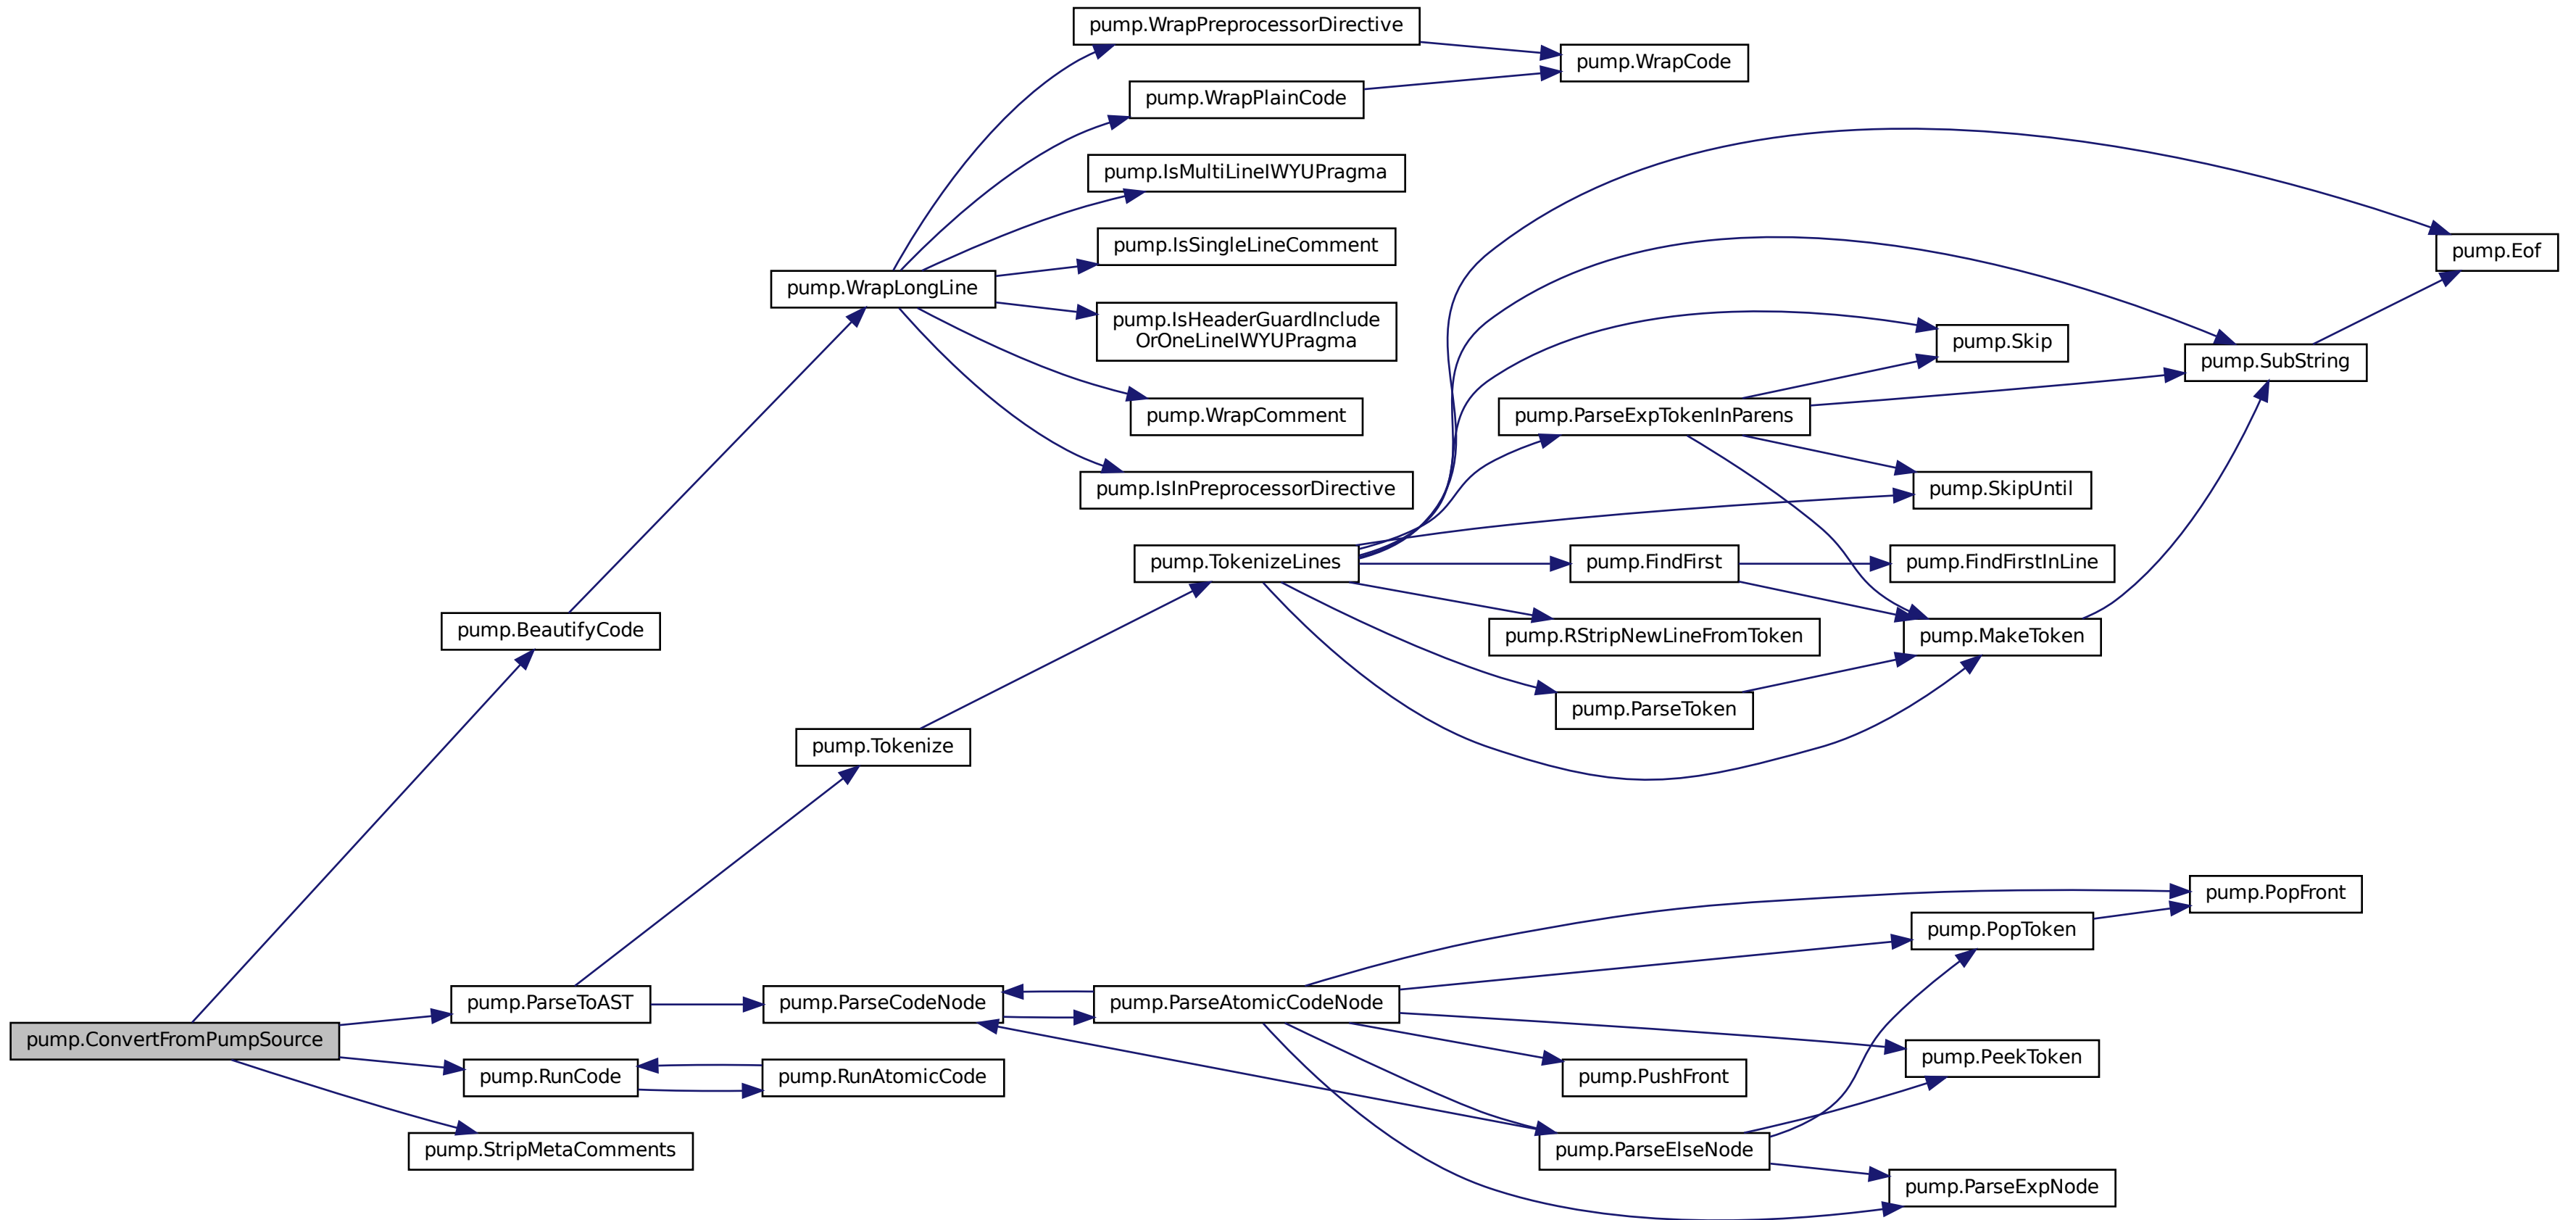 pump.WrapPreprocessorDirective
pump.WrapCode
pump.WrapPlainCode
pump.IsMultiLineIWYUPragma
pump.IsSingleLineComment
pump.Eof
pump.WrapLongLine
pump.IsHeaderGuardInclude
OrOneLineIWYUPragma
pump.Skip
pump.SubString
pump.WrapComment
pump.ParseExpTokenInParens
pump.IsInPreprocessorDirective
pump.SkipUntil
pump.TokenizeLines
pump.FindFirst
pump.FindFirstInLine
pump.BeautifyCode
pump.RStripNewLineFromToken
pump.MakeToken
pump.ParseToken
pump.Tokenize
pump.PopFront
pump.PopToken
pump.ParseToAST
pump.ParseCodeNode
pump.ParseAtomicCodeNode
pump.ConvertFromPumpSource
pump.PeekToken
pump.RunCode
pump.RunAtomicCode
pump.PushFront
pump.StripMetaComments
pump.ParseElseNode
pump.ParseExpNode